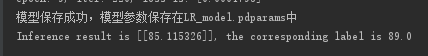 模型保存成功，模型参数保存在LR_model.pdparams中
Inference result is [[85.115326]], the corresponding label is 89.0